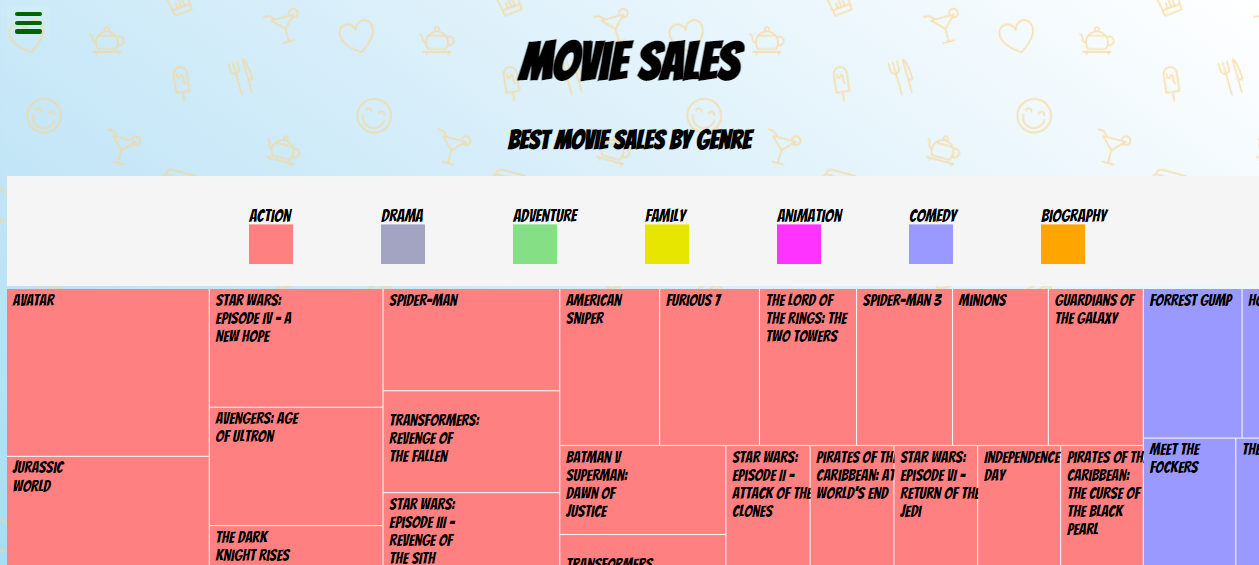 MOVIE SALES
BEST MOVIE SALES BY GENRE
ACTION
DRAMA
ADVENTURE
FAMILY
ANIMATION
COMEDY
BIOGRAPHY
AVATAR
JURASSIC
WORLD
STAR WARS:
EPISODE IV - A
NEW HOPE
AVENGERS: AGE
OF ULTRON
THE DARK
KNIGHT RISES
SPIDER-MAN
TRANSFORMERS:
REVENGE OF
THE FALLEN
STAR WARS:
EPISODE III -
REVENGE OF
THE SITH
AMERICAN
SNIPER
FURIOUS 7
THE LORD OF
THE RINGS: THE
TWO TOWERS
SPIDER-MAN 3
MINIONS
GUARDIANS OF
THE GALAXY
BATMAN V
SUPERMAN:
DAWN OF
JUSTICE
TRANSFORMERS
STAR WARS:
EPISODE II -
ATTACK OF THE
CLONES
PIRATES OF TH
CARIBBEAN: AT
WORLD'S END
STAR WARS:
EPISODE VI -
RETURN OF THE
JEDI
INDEPENDENCE
DAY
PIRATES OF TH
CARIBBEAN:
THE CURSE OF
THE BLACK
PEARL
FORREST GUMP
MEET THE
FOCKERS